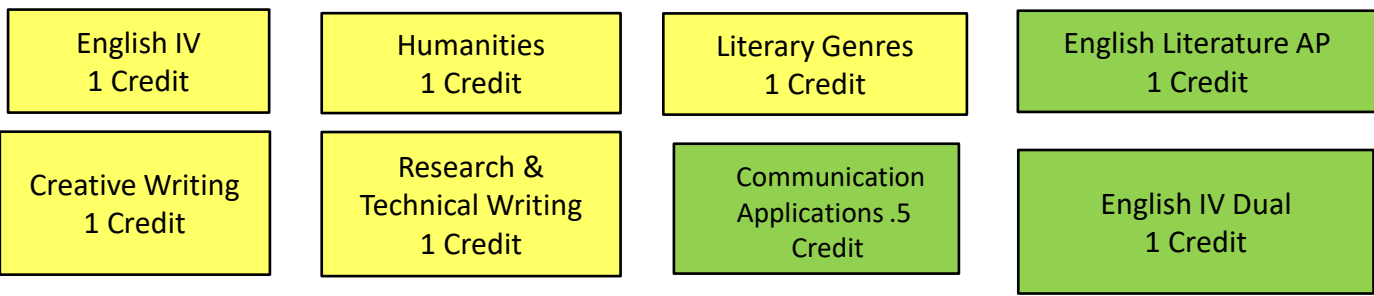 English IV
1 Credit
Humanities
1 Credit
Literary Genres
1 Credit
English Literature AP
1 Credit
Creative Writing
1 Credit
Research &
Technical Writing
1 Credit
Communication
Applications .5
Credit
English IV Dual
1 Credit